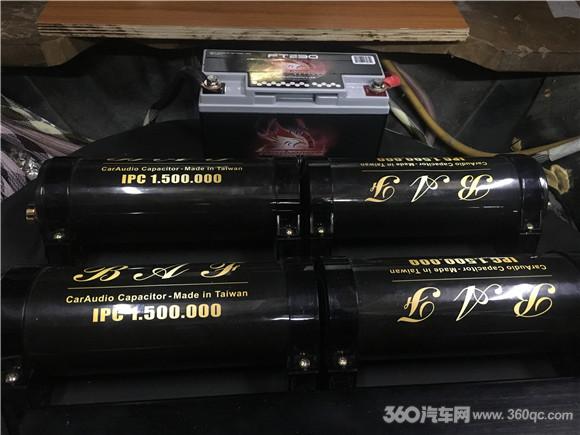 FT230
CarAudio Capacitor - Made in Taiwan
IPC 1.500.000
IPC 1.500.000
CarAudio Capacitor - Made in Taiwan
B A F
B A F
CarAudio Capacitor - Made in Taiwan
IPC 1.500.000
IPC 1.500.000
CarAudio Capacitor - Made in Taiwan
B A F
360汽车网 www.360qc.com